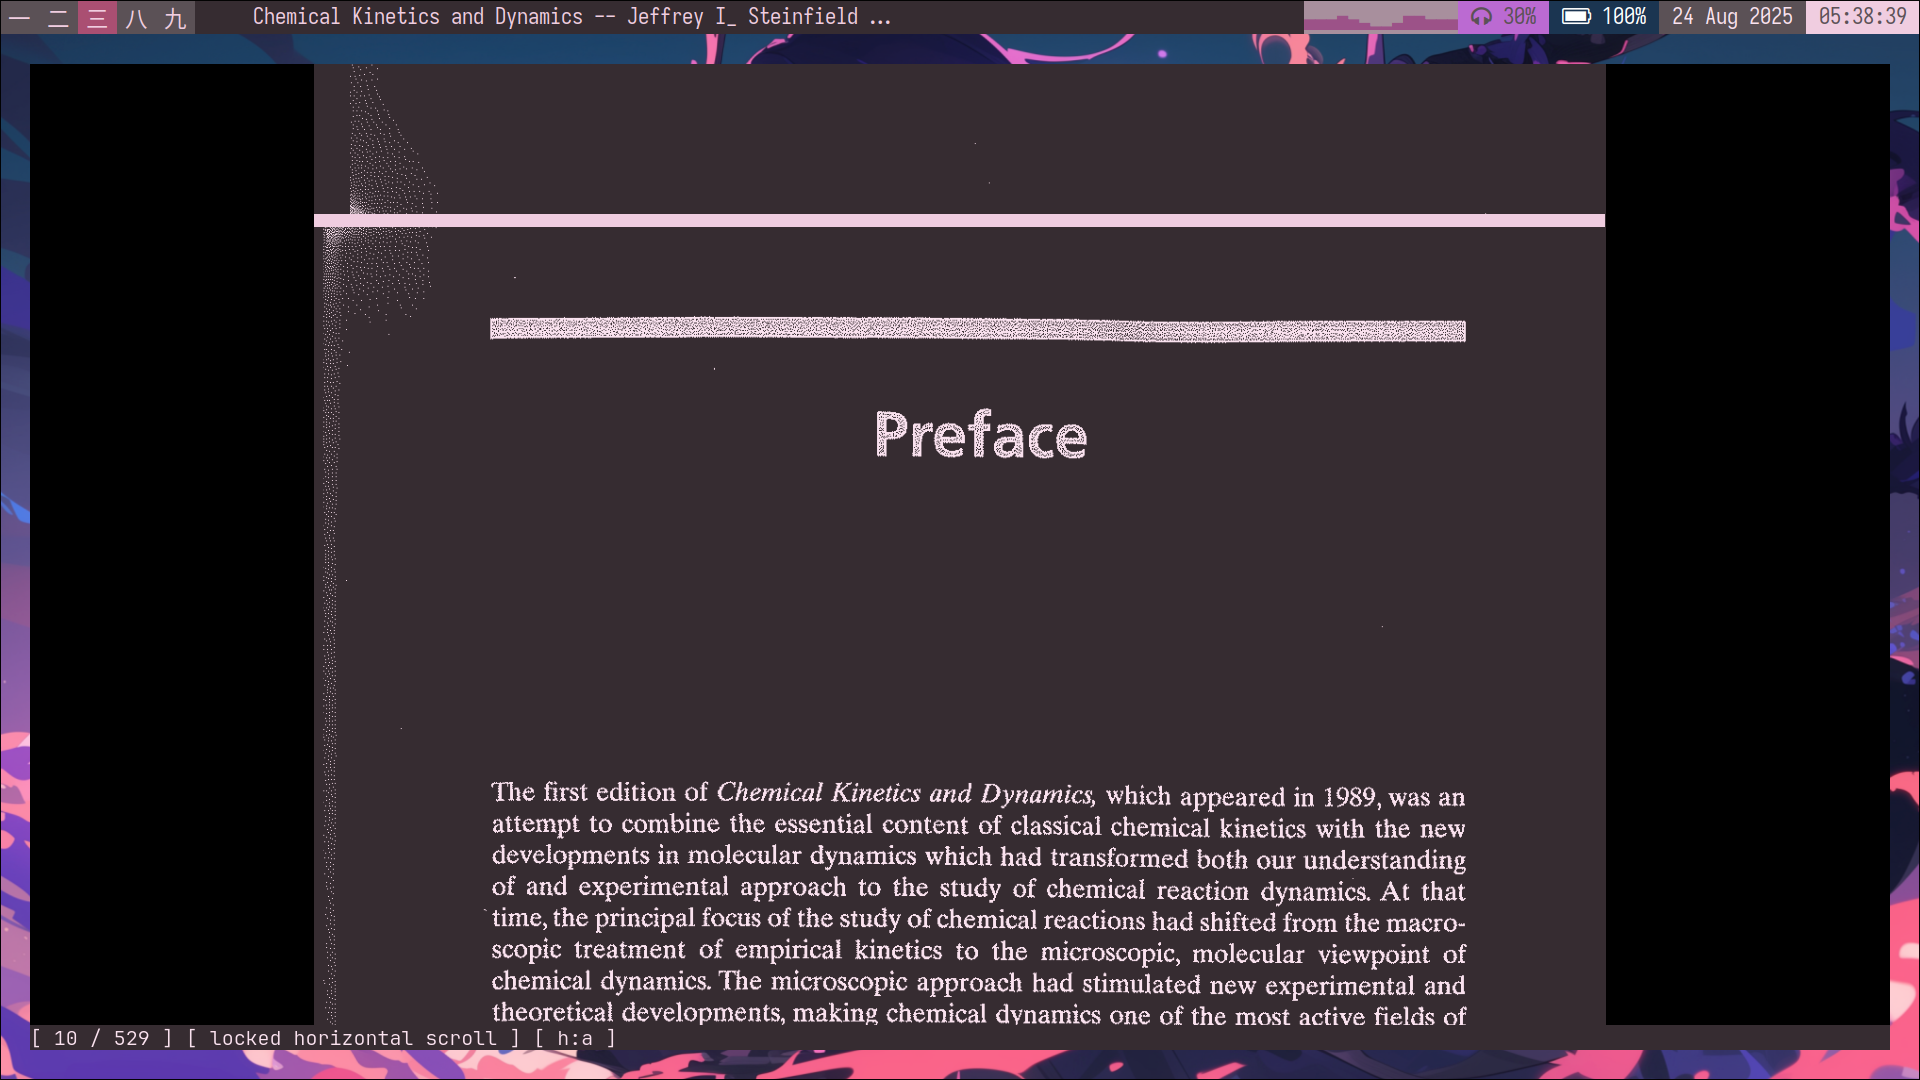 一 二 三 八 九 Chemical Kinetics and Dynamics -- Jeffrey I_ Steinfield ... 30% 100% 24 Aug 2025 05:38:39
Preface
The first edition of Chemical Kinetics and Dynamics, which appeared in 1989, was an
attempt to combine the essential content of classical chemical kinetics with the new
developments in molecular dynamics which had transformed both our understanding
of and experimental approach to the study of chemical reaction dynamics. At that
time, the principal focus of the study of chemical reactions had shifted from the macro-
scopic treatment of empirical kinetics to the microscopic, molecular viewpoint of
chemical dynamics. The microscopic approach had stimulated new experimental and
theoretical developments, making chemical dynamics one of the most active fields of
[ 10 / 529 ] [ locked horizontal scroll ] [ h:a ]